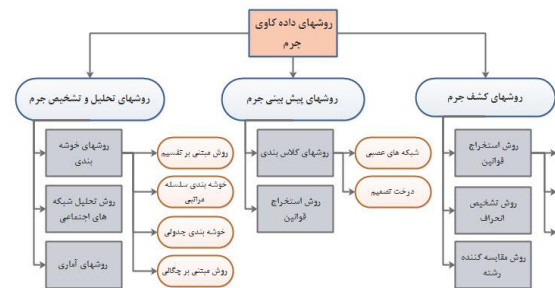 روشهای داده کاوی
جرم
روشهای کشف جرم
روشهای پیش بینی جرم
روشهای تحلیل و تشخیص جرم
روش استخراج
قوانین
روش تشخیص
انحراف
روش مقایسه کننده
رشته
روشهای کلاس بندی
روش استخراج
قوانین
شبکه های عصبی
درخت تصمیم
روشهای خوشه
بندی
روش تحلیل شبکه
های اجتماعی
روشهای آماری
روش مبتنی بر تقسیم
خوشه بندی سلسله
مراتبی
خوشه بندی جدولی
روش مبتنی بر چگالی